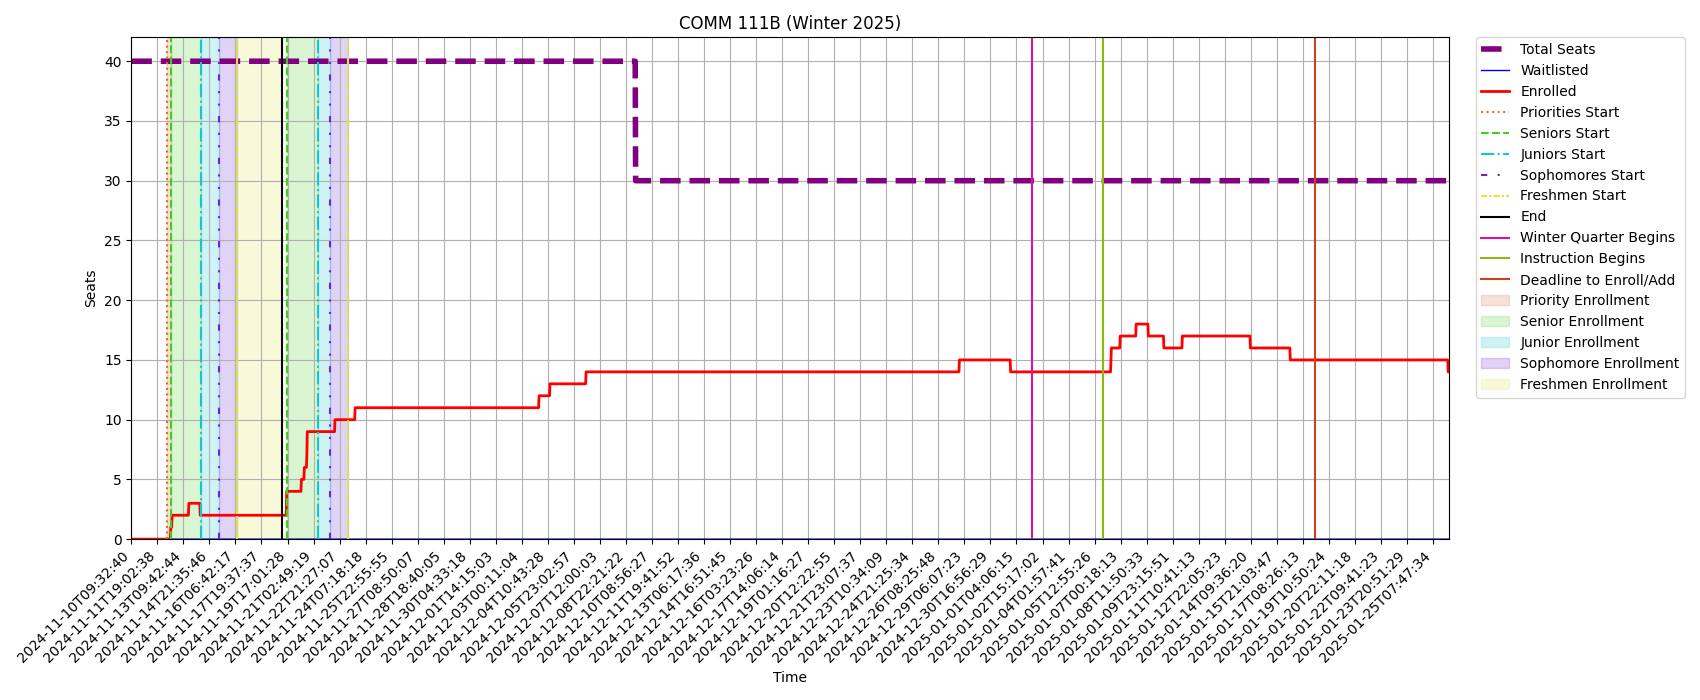 COMM 111B (Winter 2025)
Seats
40
35
30
25
20
15
10
5
0
Total Seats
Waitlisted
Enrolled
Priorities Start
Seniors Start
Juniors Start
Sophomores Start
Freshmen Start
End
Winter Quarter Begins
Instruction Begins
Deadline to Enroll/Add
Priority Enrollment
Senior Enrollment
Junior Enrollment
Sophomore Enrollment
Freshmen Enrollment
2024-11-10T09:32:40
2024-11-11T19:02:38
2024-11-13T09:42:44
2024-11-14T21:35:46
2024-11-16T06:42:17
2024-11-17T19:37:37
2024-11-19T17:01:28
2024-11-21T02:49:19
2024-11-22T21:27:07
2024-11-24T07:18:18
2024-11-25T22:55:55
2024-11-27T08:50:07
2024-11-28T18:40:05
2024-11-30T04:33:18
2024-12-01T14:15:03
2024-12-03T00:11:04
2024-12-04T10:43:28
2024-12-05T23:02:57
2024-12-07T12:00:03
2024-12-08T22:21:22
2024-12-10T08:56:27
2024-12-11T19:41:52
2024-12-13T06:17:36
2024-12-14T16:51:45
2024-12-16T03:23:26
2024-12-17T14:06:14
2024-12-19T01:16:27
2024-12-20T12:22:55
2024-12-21T23:07:37
2024-12-23T10:34:09
2024-12-24T21:25:34
2024-12-26T08:25:48
2024-12-29T06:07:23
2024-12-30T16:56:29
2025-01-01T04:06:15
2025-01-02T15:17:02
2025-01-04T01:57:41
2025-01-05T12:55:26
2025-01-07T00:18:13
2025-01-08T11:50:33
2025-01-09T23:15:51
2025-01-11T10:41:13
2025-01-12T22:05:23
2025-01-14T09:36:20
2025-01-15T21:03:47
2025-01-17T08:26:13
2025-01-19T10:50:24
2025-01-20T22:11:18
2025-01-22T09:41:23
2025-01-23T20:51:29
2025-01-25T07:47:34
Time